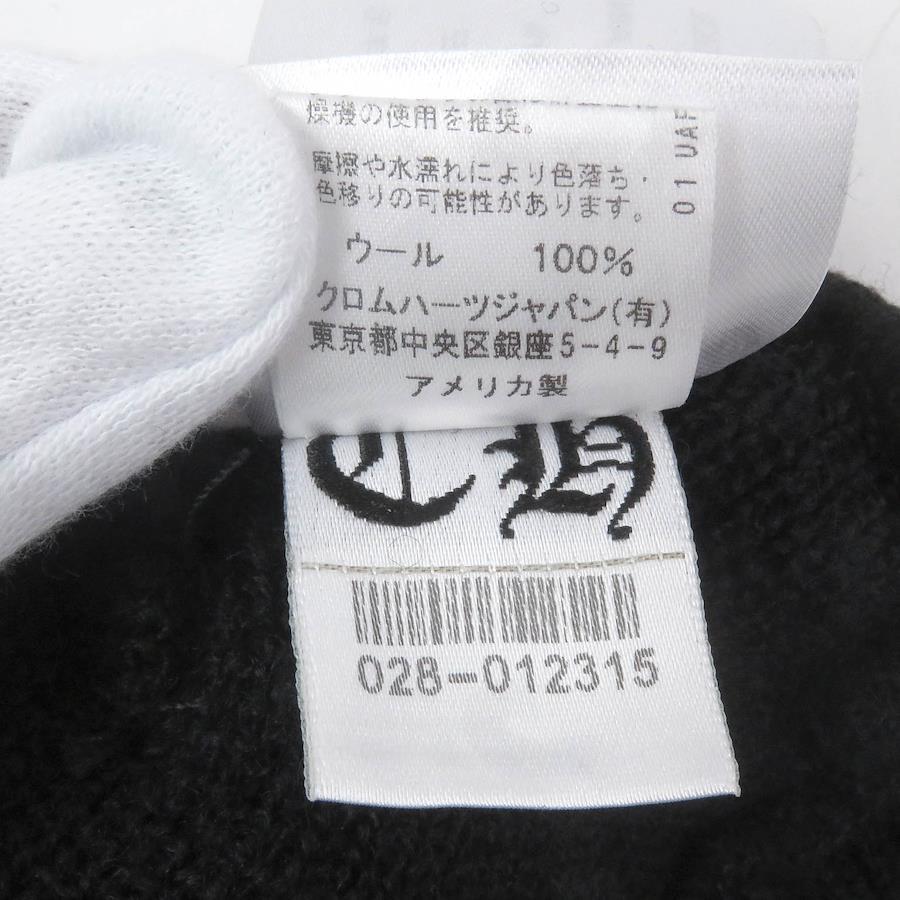 燥機の使用を推奨。
摩擦や水濡れにより色落ち・
色移りの可能性があります。
ウール 100%
クロムハーツジャパン(有)
東京都中央区銀座5-4-9
アメリカ製
01 UAF
CH
028-012315